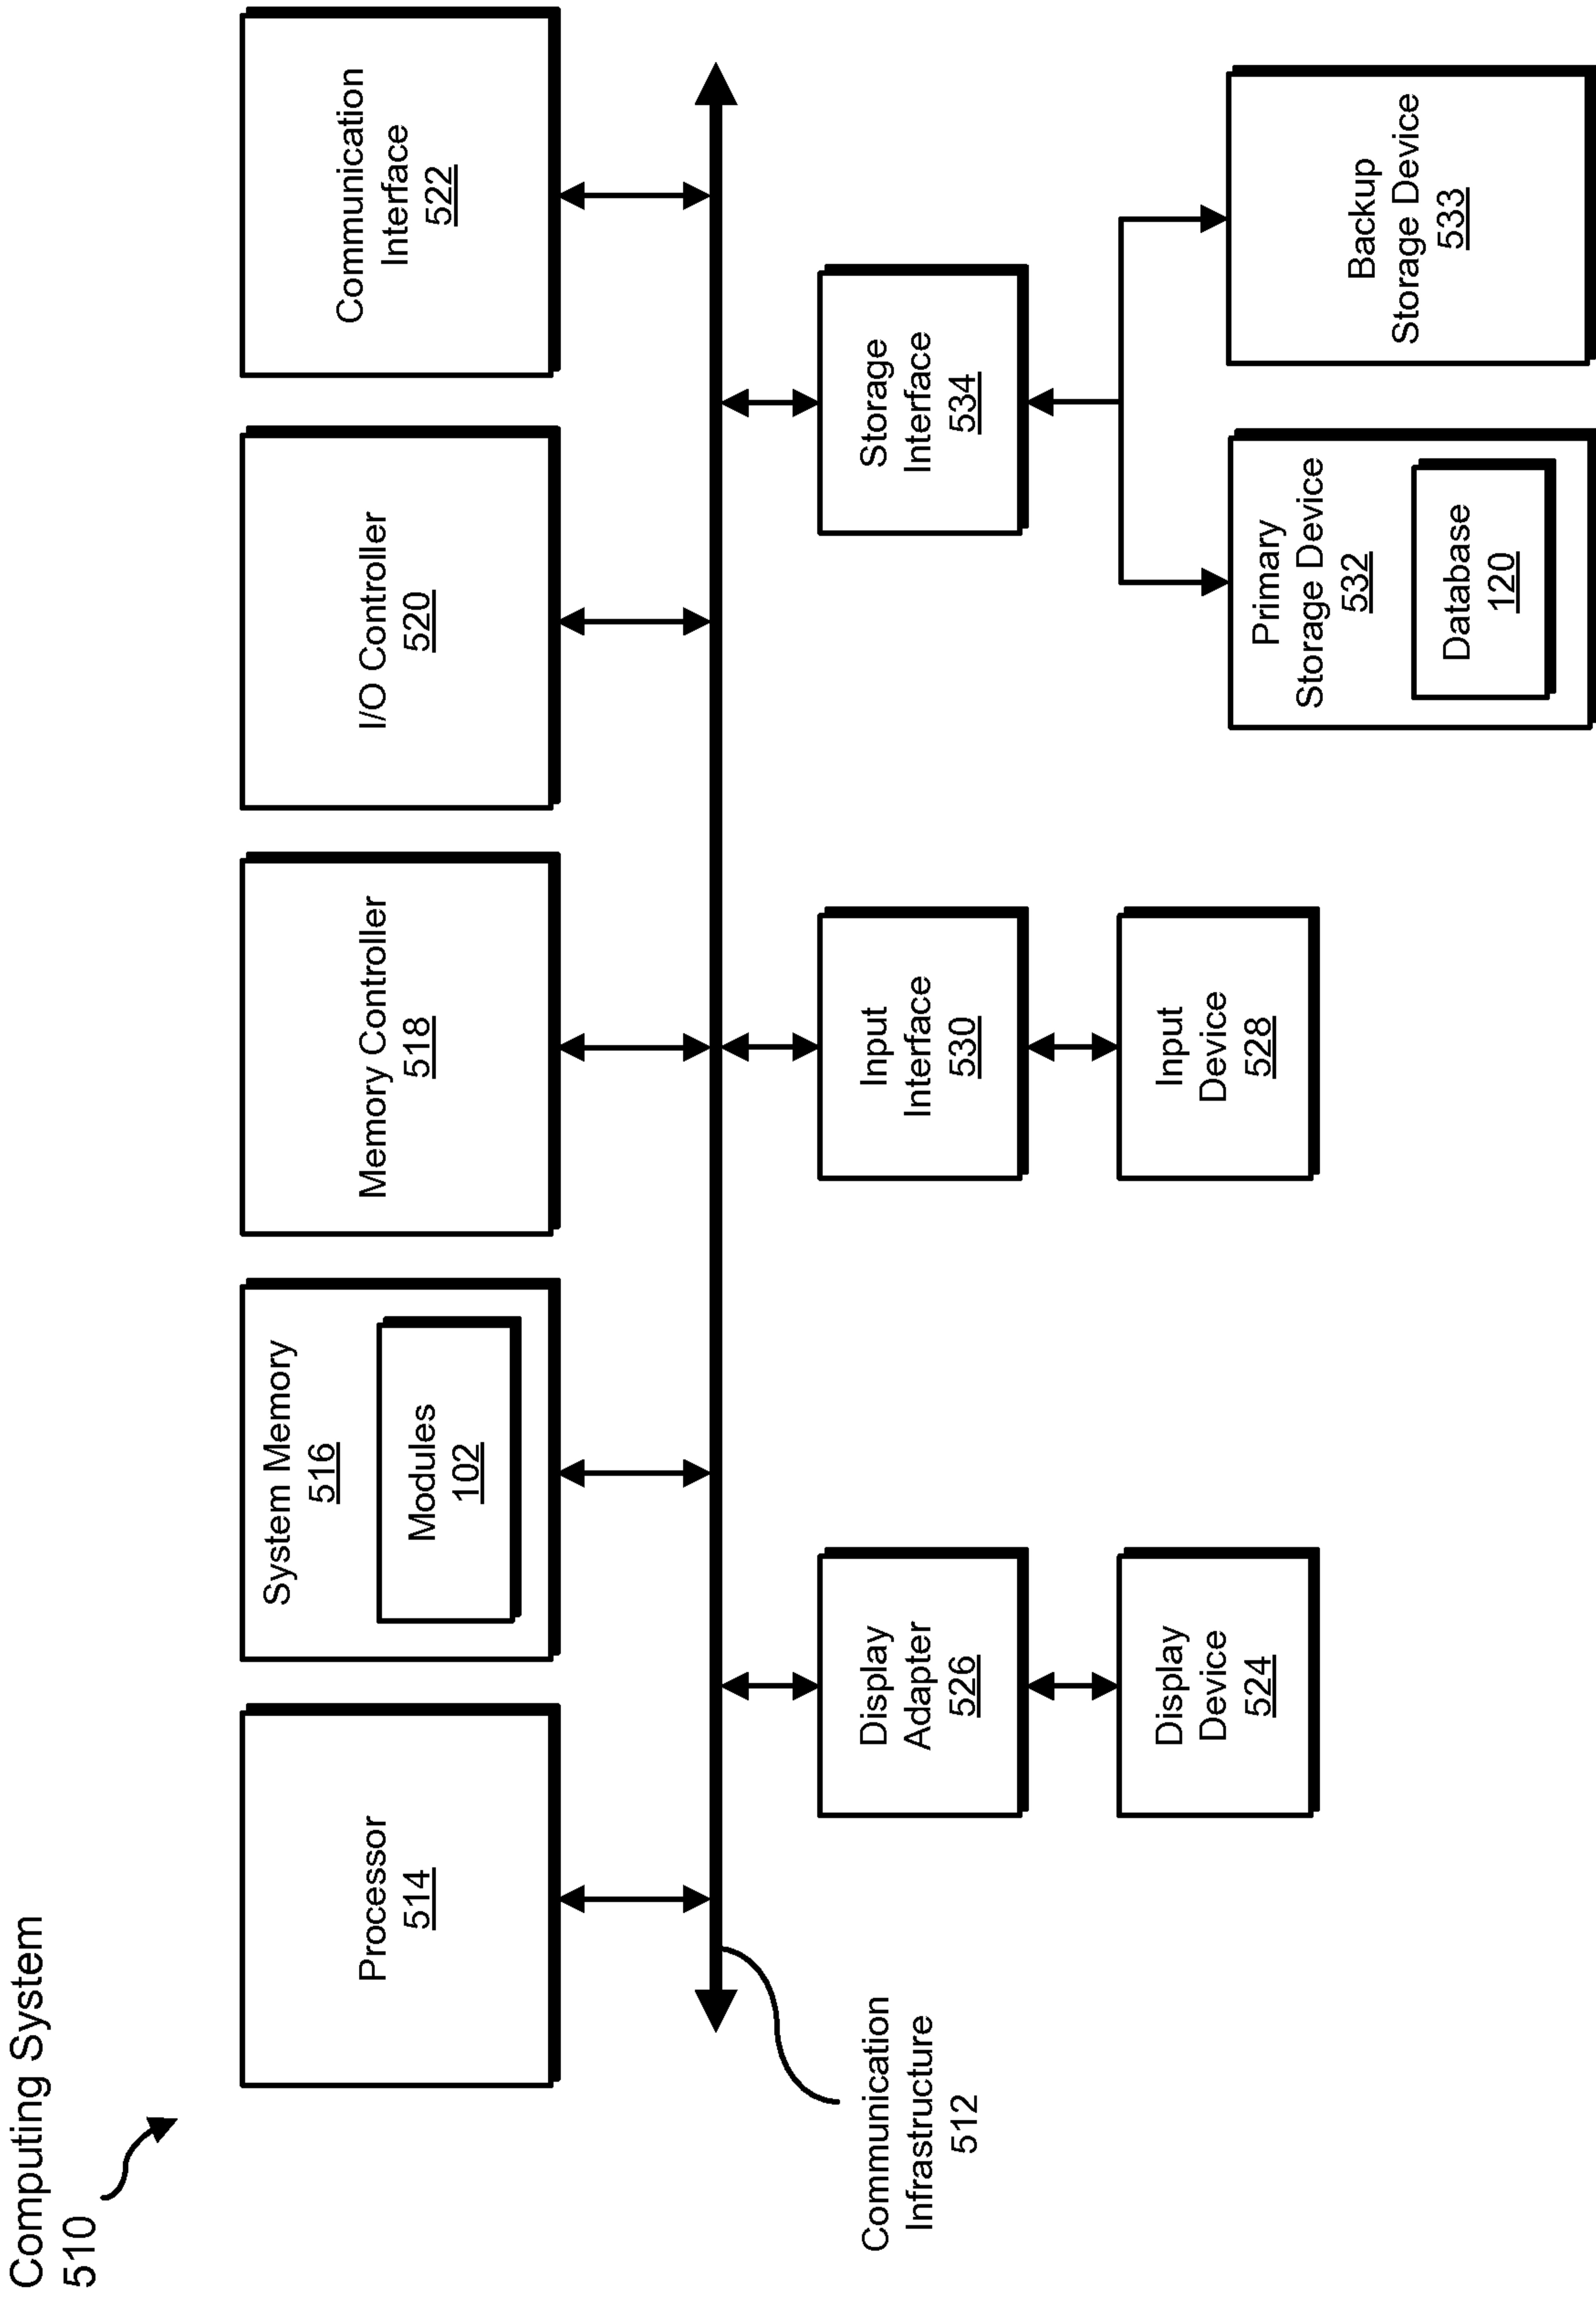 Computing System
510
Processor
514
System Memory
516
Modules
102
Memory Controller
518
I/O Controller
520
Communication
Interface
522
Communication
Infrastructure
512
Display
Adapter
526
Input
Interface
530
Storage
Interface
534
Display
Device
524
Input
Device
528
Primary
Storage Device
532
Database
120
Backup
Storage Device
533